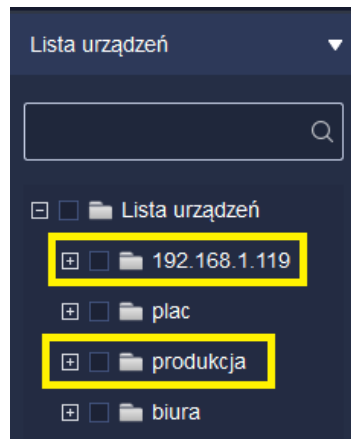 Lista urządzeń
Lista urządzeń
192.168.1.119
plac
produkcja
biura